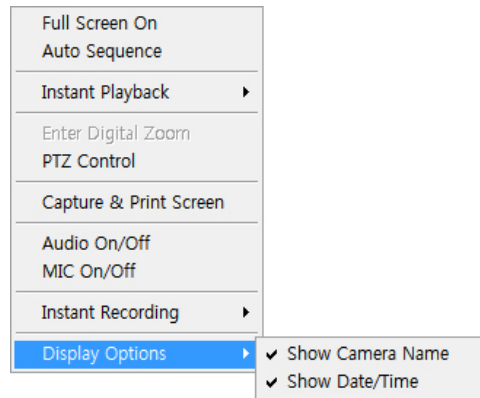 Full Screen On
Auto Sequence
Instant Playback
Enter Digital Zoom
PTZ Control
Capture & Print Screen
Audio On/Off
MIC On/Off
Instant Recording
Display Options
Show Camera Name
Show Date/Time